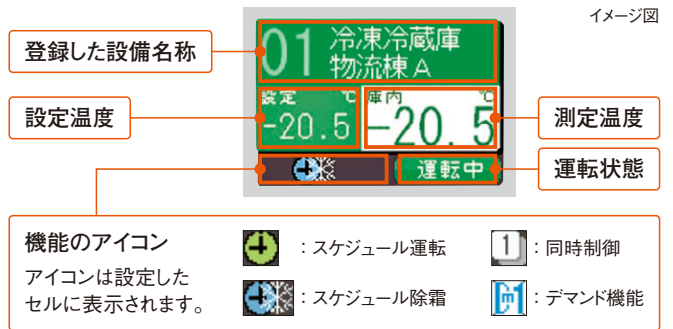 イメージ図
登録した設備名称
01 冷凍冷蔵庫
物流棟A
設定温度
設定 ℃
-20.5
庫内 ℃
-20.5
測定温度
運転中
運転状態
機能のアイコン
アイコンは設定した
セルに表示されます。
：スケジュール運転
1 ：同時制御
：スケジュール除霜
m ：デマンド機能